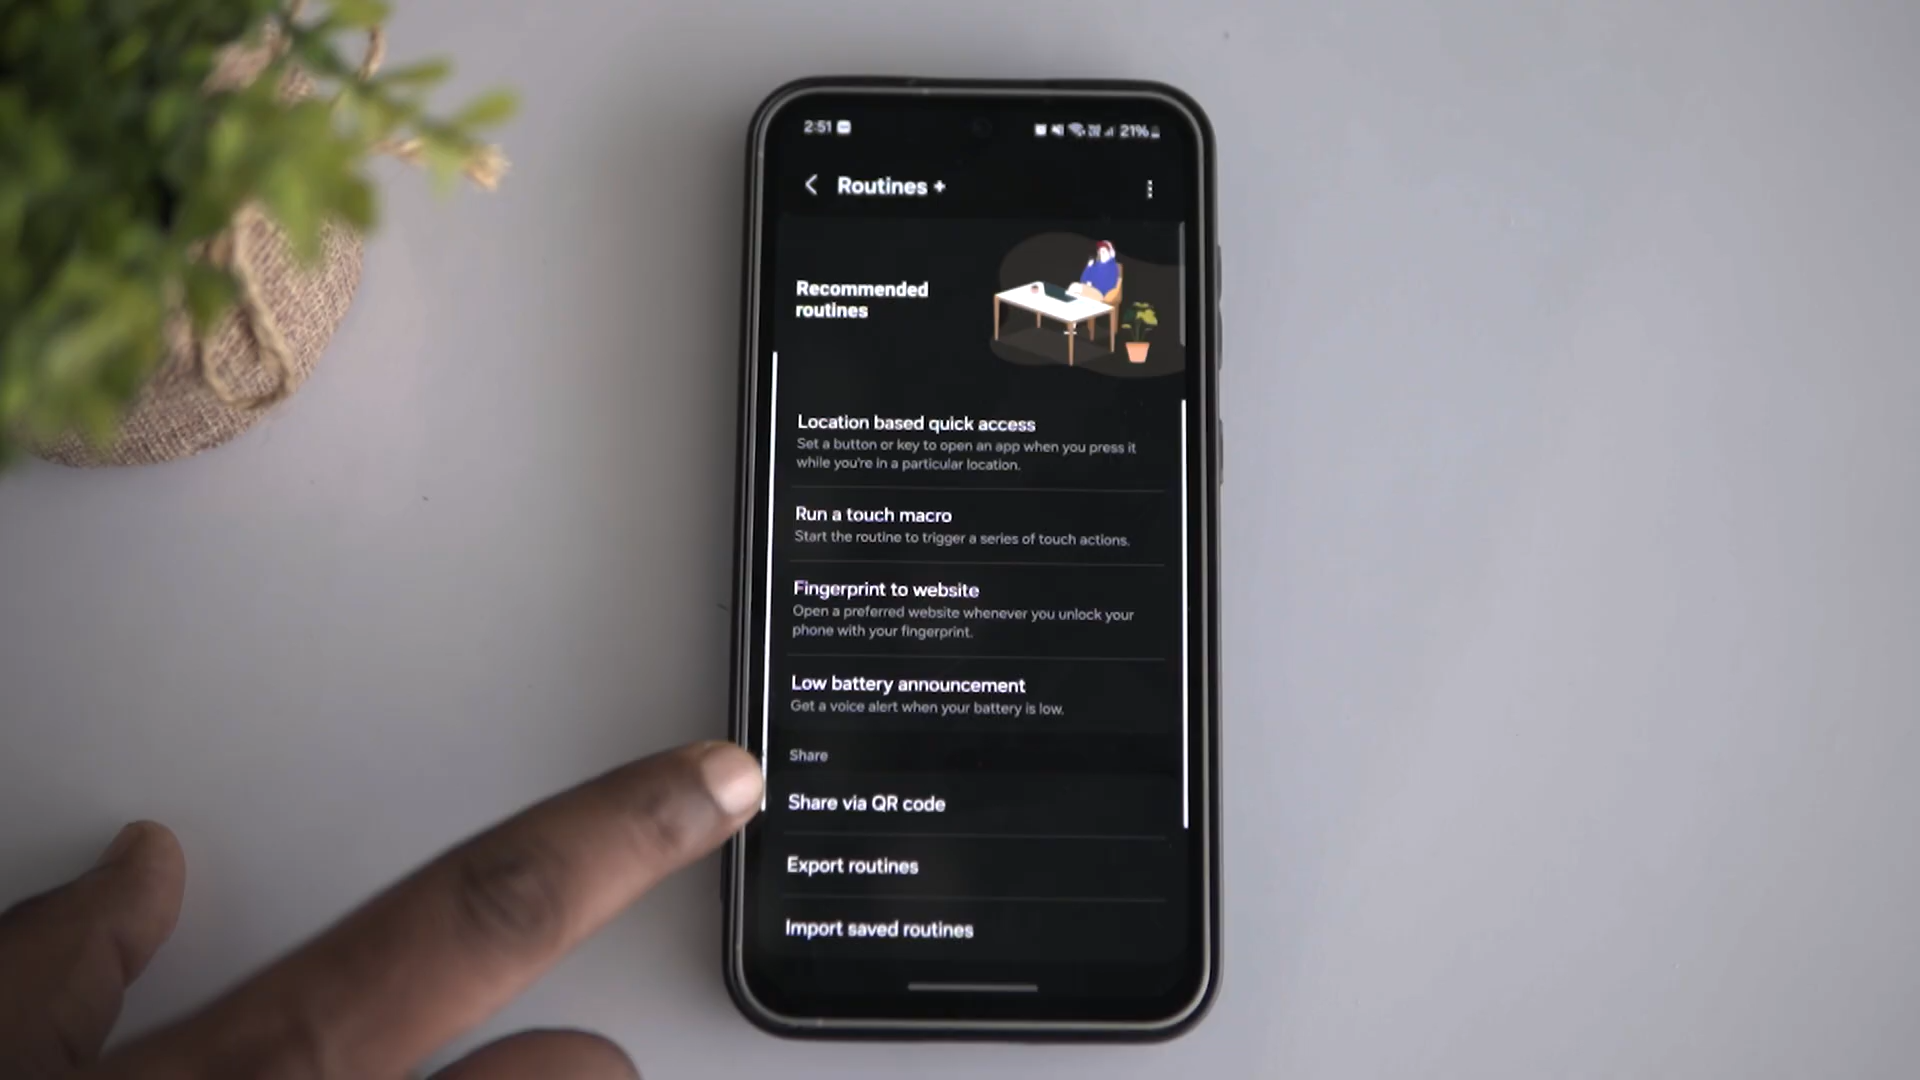 2:51
21%
Routines +
Recommended
routines
Location based quick access
Set a button or key to open an app when you press it
while you're in a particular location.
Run a touch macro
Start the routine to trigger a series of touch actions.
Fingerprint to website
Open a preferred website whenever you unlock your
phone with your fingerprint.
Low battery announcement
Get a voice alert when your battery is low.
Share
Share via QR code
Export routines
Import saved routines